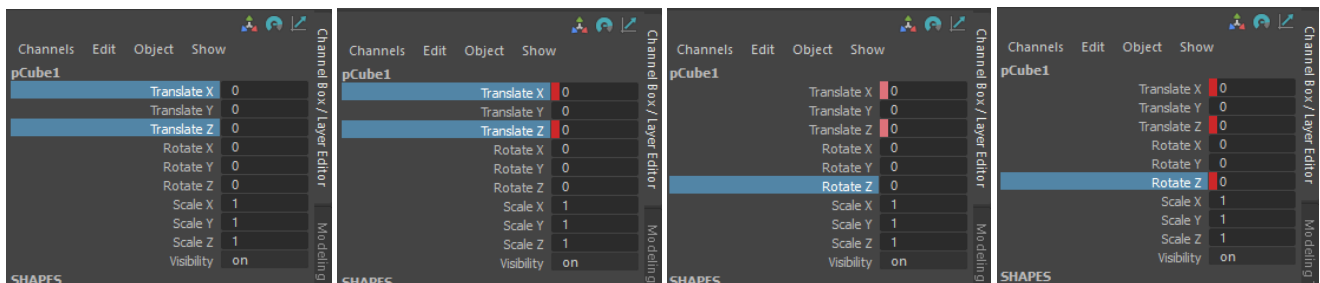 Channels Edit Object Show
pCube1
Translate X 0
Translate Y 0
Translate Z 0
Rotate X 0
Rotate Y 0
Rotate Z 0
Scale X 1
Scale Y 1
Scale Z 1
Visibility on
SHAPES
Channel Box / Layer Editor
Modeling
Channels Edit Object Show
pCube1
Translate X 0
Translate Y 0
Translate Z 0
Rotate X 0
Rotate Y 0
Rotate Z 0
Scale X 1
Scale Y 1
Scale Z 1
Visibility on
SHAPES
Channel Box / Layer Editor
Modeling
Channels Edit Object Show
pCube1
Translate X 0
Translate Y 0
Translate Z 0
Rotate X 0
Rotate Y 0
Rotate Z 0
Scale X 1
Scale Y 1
Scale Z 1
Visibility on
Channel Box / Layer Editor
Modeling
Channels Edit Object Show
pCube1
Translate X 0
Translate Y 0
Translate Z 0
Rotate X 0
Rotate Y 0
Rotate Z 0
Scale X 1
Scale Y 1
Scale Z 1
Visibility on
SHAPES
Channel Box / Layer Editor
Modeling